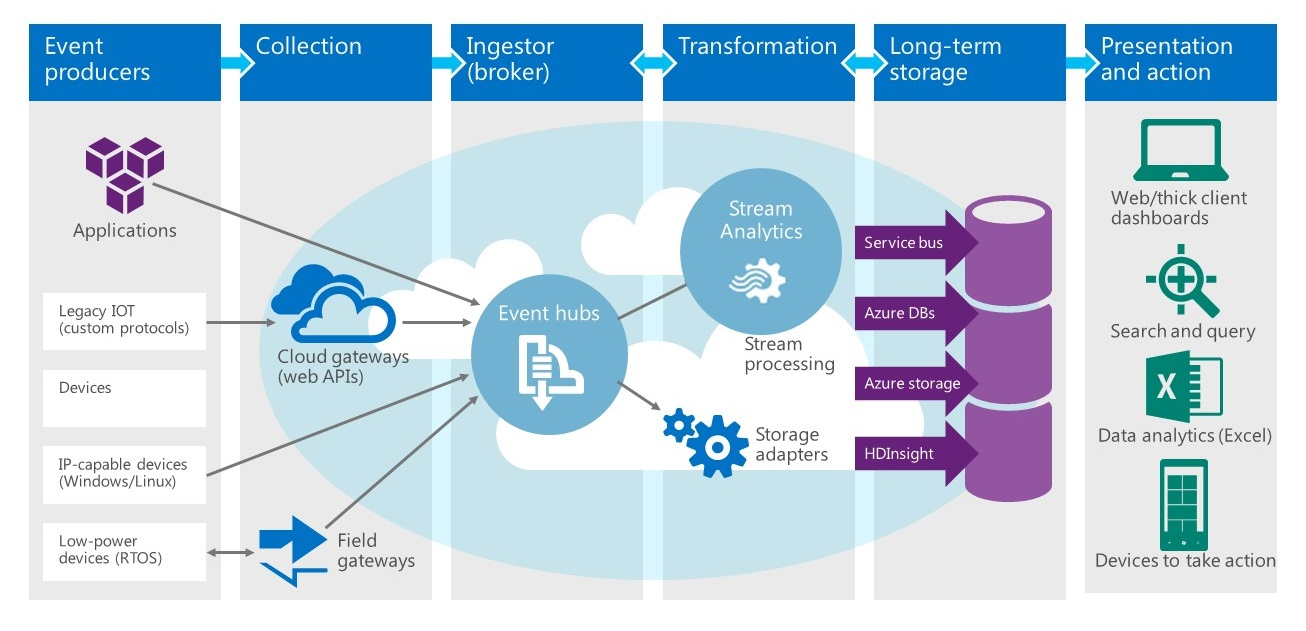 Event
producers
Collection
Ingestor
(broker)
Transformation
Long-term
storage
Presentation
and action
Applications
Legacy IOT
(custom protocols)
Devices
IP-capable devices
(Windows/Linux)
Low-power
devices (RTOS)
Cloud gateways
(web APIs)
Field
gateways
Event hubs
Stream
Analytics
Stream
processing
Storage
adapters
Service bus
Azure DBs
Azure storage
HDInsight
Web/thick client
dashboards
Search and query
X
Data analytics (Excel)
Devices to take action